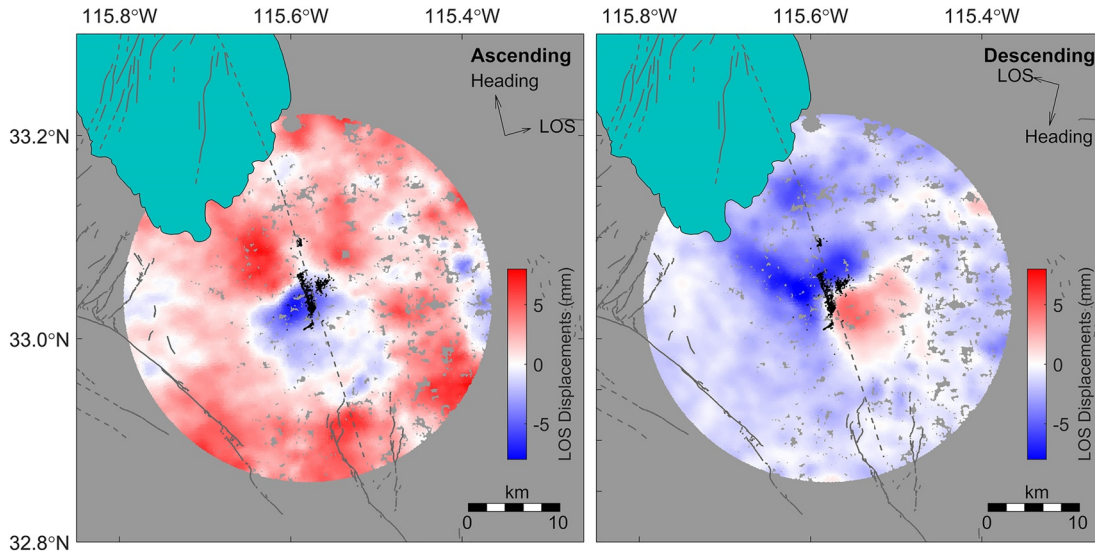 115.8°W 115.6°W 115.4°W 115.8°W 115.6°W 115.4°W
Ascending
Heading
LOS
33.2°N
33.0°N
32.8°N
5
0
-5
LOS Displacements (mm)
km
0 10
Descending
LOS
Heading
5
0
-5
LOS Displacements (mm)
km
0 10